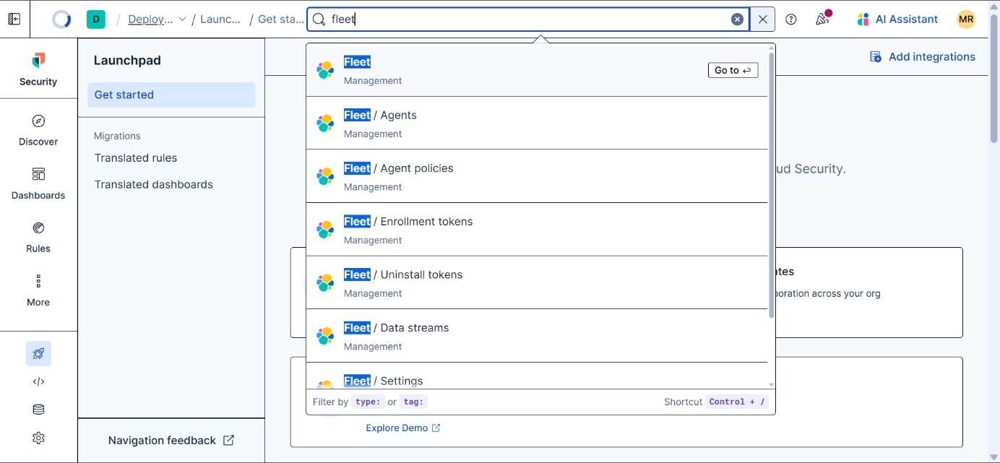 D / Deploy... / Launc... / Get sta... fleet AI Assistant MR
Security
Discover
Dashboards
Rules
More
Launchpad
Get started
Migrations
Translated rules
Translated dashboards
Navigation feedback
Add integrations
Fleet
Management
Go to
Fleet / Agents
Management
Fleet / Agent policies
Management
Fleet / Enrollment tokens
Management
Fleet / Uninstall tokens
Management
Fleet / Data streams
Management
Fleet / Settings
Filter by type: or tag:
Shortcut Control + /
ud Security.
ates
oration across your org
Explore Demo